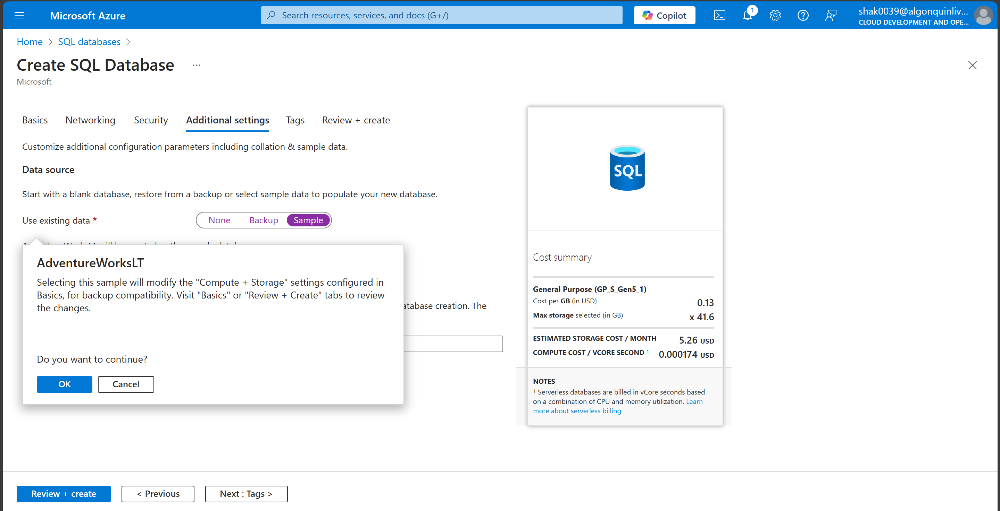 Microsoft Azure
Search resources, services, and docs (G+/)
Copilot
1
shak0039@algonquinliv...
CLOUD DEVELOPMENT AND OPE...
Home > SQL databases >
Create SQL Database ...
Microsoft
Basics Networking Security Additional settings Tags Review + create
Customize additional configuration parameters including collation & sample data.
Data source
Start with a blank database, restore from a backup or select sample data to populate your new database.
Use existing data * None Backup Sample
AdventureWorksLT
Selecting this sample will modify the "Compute + Storage" settings configured in
Basics, for backup compatibility. Visit "Basics" or "Review + Create" tabs to review
the changes.
database creation. The
Do you want to continue?
OK Cancel
SQL
Cost summary
General Purpose (GP_S_Gen5_1)
Cost per GB (in USD) 0.13
Max storage selected (in GB) x 41.6
ESTIMATED STORAGE COST / MONTH 5.26 USD
COMPUTE COST / VCORE SECOND 1 0.000174 USD
NOTES
1 Serverless databases are billed in vCore seconds based
on a combination of CPU and memory utilization. Learn
more about serverless billing
Review + create < Previous Next : Tags >